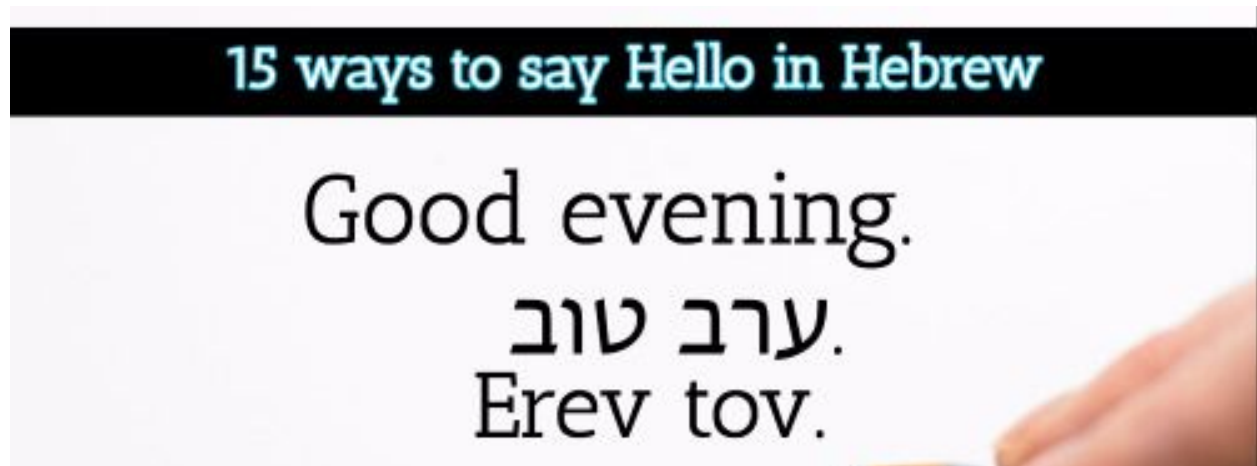 15 ways to say Hello in Hebrew
Good evening.
ערב טוב.
Erev tov.